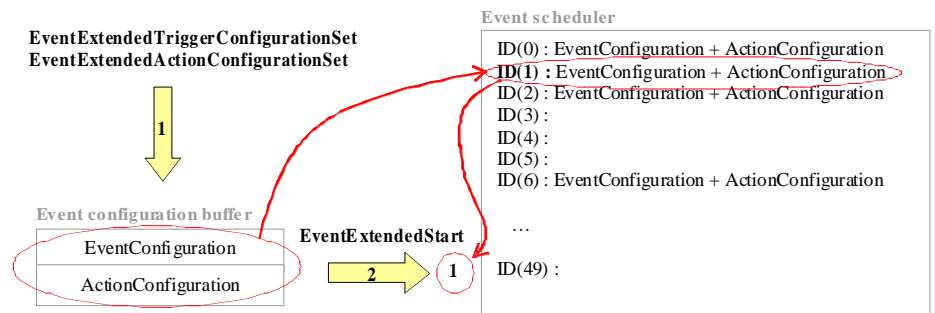 Event scheduler
EventExtendedTriggerConfigurationSet
EventExtendedActionConfigurationSet
ID(0) : EventConfiguration + ActionConfiguration
ID(1) : EventConfiguration + ActionConfiguration
ID(2) : EventConfiguration + ActionConfiguration
ID(3) :
ID(4) :
ID(5) :
ID(6) : EventConfiguration + ActionConfiguration
…
ID(49) :
1
Event configuration buffer
EventConfiguration
ActionConfiguration
EventExtendedStart
2
1